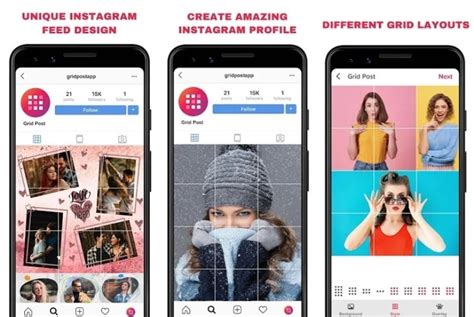 UNIQUE INSTAGRAM
FEED DESIGN
gridpostapp
21
15K
1
posts
followers
following
Follow
Grid Post
CREATE AMAZING
INSTAGRAM PROFILE
gridpostapp
21
15K
1
posts
followers
following
Follow
Grid Post
DIFFERENT GRID LAYOUTS
Grid Post
Next
Background
Style
Overlay